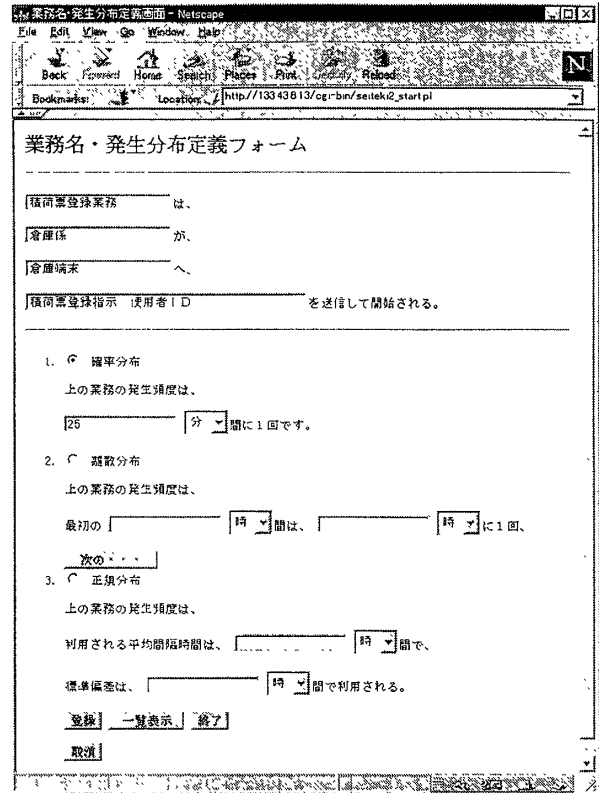 業務名・発生分布定義画面 - Netscape
File Edit View Go Window Help
Back Forward Home Search Places Print Security Reload
N
Bookmarks: Location: http://13343813/cgi-bin/seiteki2_start.pl
業務名・発生分布定義フォーム
積荷票登録業務 は、
倉庫係 が、
倉庫端末 へ、
積荷票登録指示 使用者ID を送信して開始される。
1. 確率分布
上の業務の発生頻度は、
25 分 間に1回です。
2. 離散分布
上の業務の発生頻度は、
最初の 時 間は、 時 に1回、
次の・・・
3. 正規分布
上の業務の発生頻度は、
利用される平均間隔時間は、 時 間で、
標準偏差は、 時 間で利用される。
登録 一覧表示 終了
取消